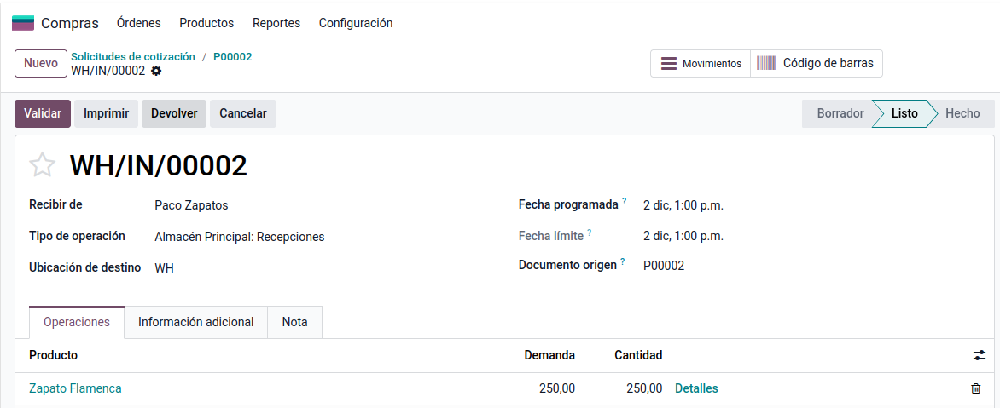 Compras Órdenes Productos Reportes Configuración
Nuevo Solicitudes de cotización / P00002
WH/IN/00002
Movimientos Código de barras
Validar Imprimir Devolver Cancelar Borrador Listo Hecho
WH/IN/00002
Recibir de Paco Zapatos Fecha programada ? 2 dic, 1:00 p.m.
Tipo de operación Almacén Principal: Recepciones Fecha límite ? 2 dic, 1:00 p.m.
Ubicación de destino WH Documento origen ? P00002
Operaciones Información adicional Nota
Producto Demanda Cantidad
Zapato Flamenca 250,00 250,00 Detalles